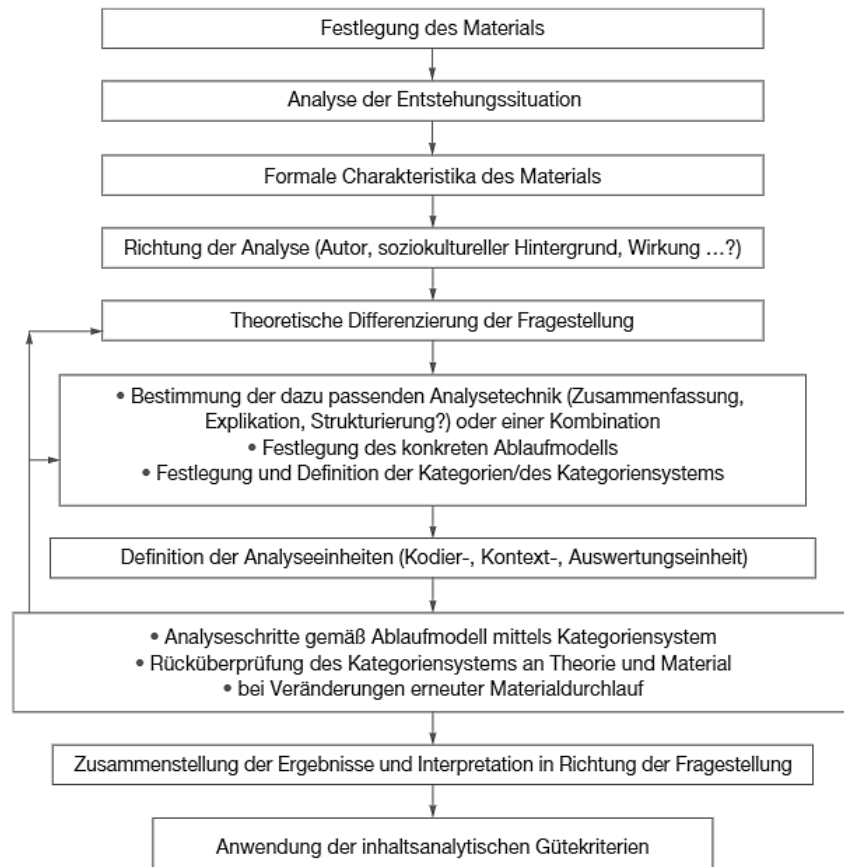 Festlegung des Materials
Analyse der Entstehungssituation
Formale Charakteristika des Materials
Richtung der Analyse (Autor, soziokultureller Hintergrund, Wirkung …?)
Theoretische Differenzierung der Fragestellung
• Bestimmung der dazu passenden Analysetechnik (Zusammenfassung,
Explikation, Strukturierung?) oder einer Kombination
• Festlegung des konkreten Ablaufmodells
• Festlegung und Definition der Kategorien/des Kategoriensystems
Definition der Analyseeinheiten (Kodier-, Kontext-, Auswertungseinheit)
• Analyseschritte gemäß Ablaufmodell mittels Kategoriensystem
• Rücküberprüfung des Kategoriensystems an Theorie und Material
• bei Veränderungen erneuter Materialdurchlauf
Zusammenstellung der Ergebnisse und Interpretation in Richtung der Fragestellung
Anwendung der inhaltsanalytischen Gütekriterien